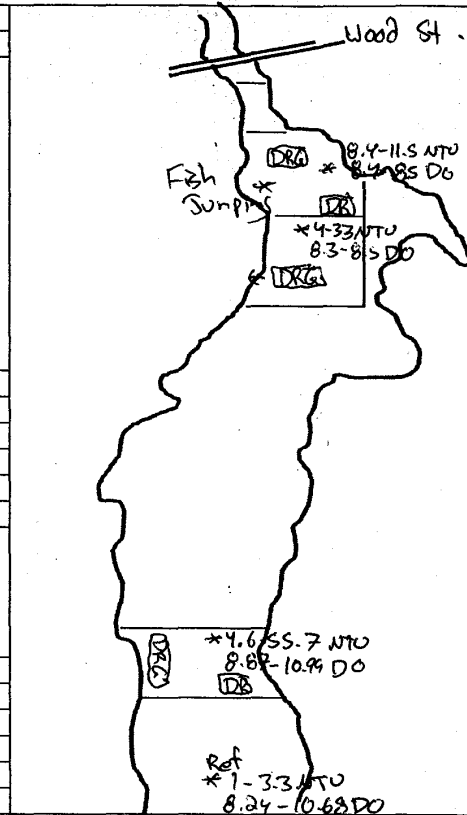 Wood St.
DRG
8.4-11.5 NTU
* 8.4-8.5 DO
Fish
Jumping
*
DB
* 4-33 NTU
8.3-8.5 DO
DRG
DRG
* 4.6-55.7 NTU
8.87-10.99 DO
DB
Ref
* 1-3.3 NTU
8.24-10.68 DO